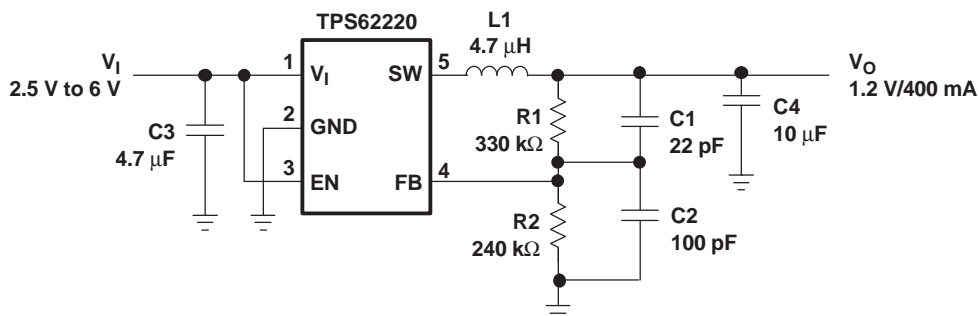 TPS62220
V_I
2.5 V to 6 V
C3
4.7 μF
1
2
3
V_I
GND
EN
SW
FB
5
4
L1
4.7 μH
R1
330 kΩ
R2
240 kΩ
C1
22 pF
C2
100 pF
C4
10 μF
V_O
1.2 V/400 mA